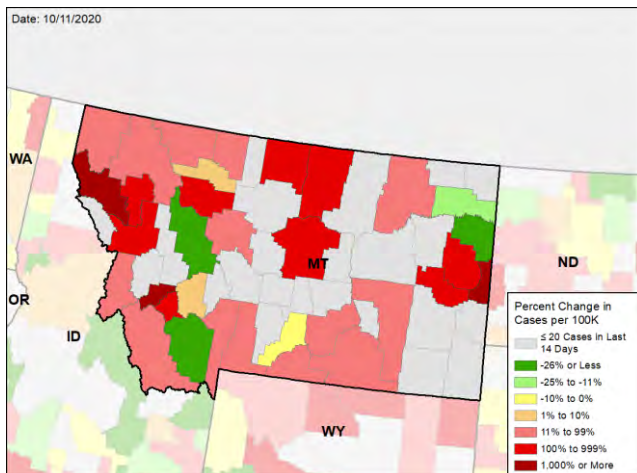 Date: 10/11/2020
WA
MT
ND
OR
ID
WY
Percent Change in
Cases per 100K
≤ 20 Cases in Last
14 Days
-26% or Less
-25% to -11%
-10% to 0%
1% to 10%
11% to 99%
100% to 999%
1,000% or More